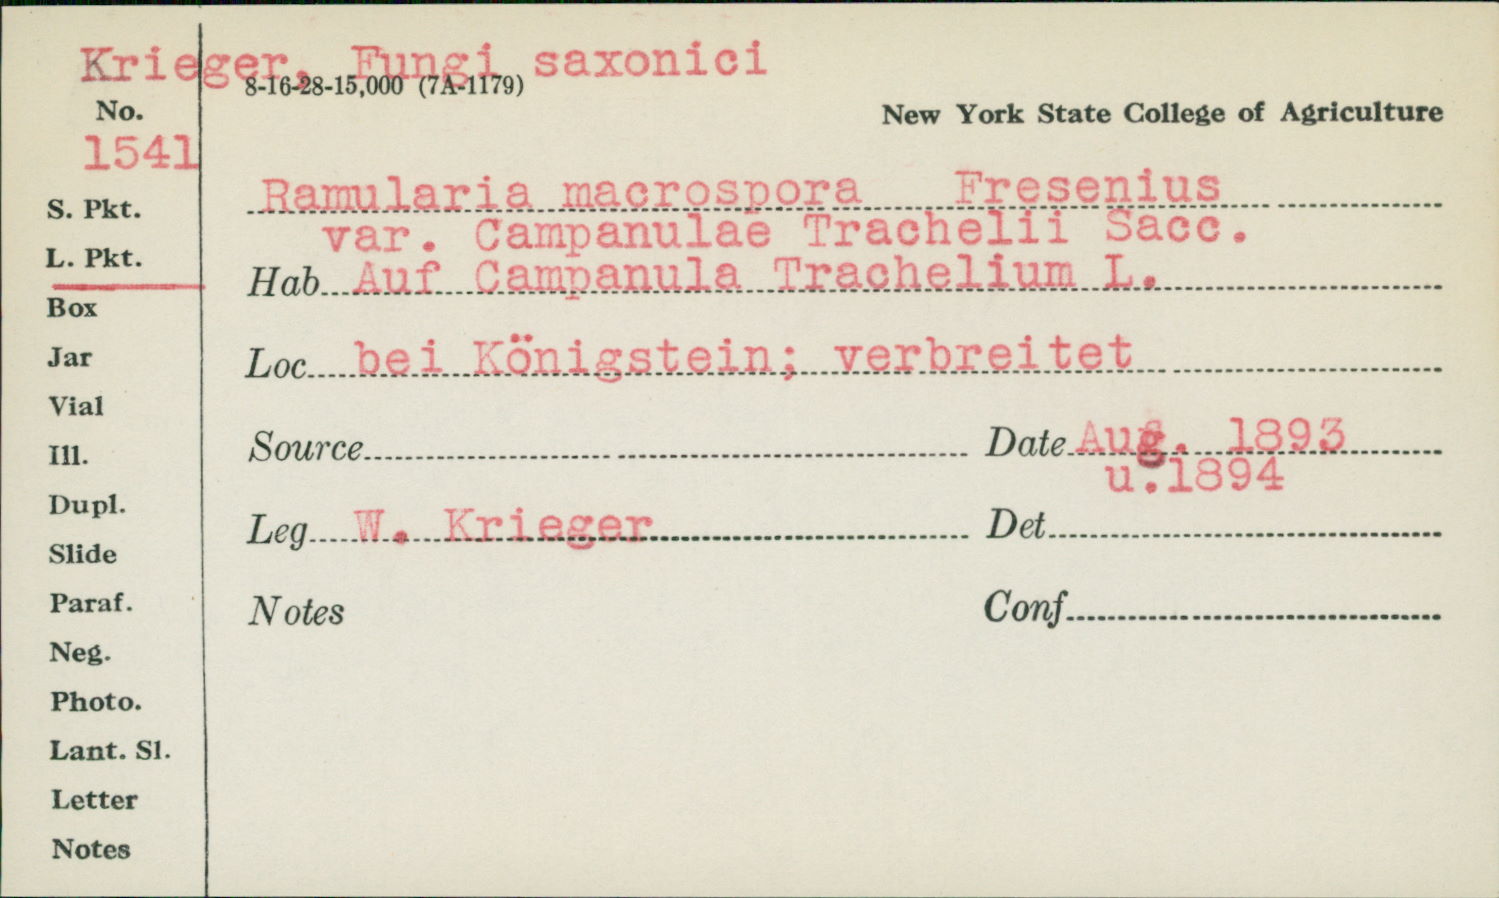 Krieger, Fungi saxonici
8-16-28-15,000 (7A-1179)
No.
New York State College of Agriculture
1541
Ramularia macrospora Fresenius
S. Pkt.
var. Campanulae Trachelii Sacc.
L. Pkt.
Hab. Auf Campanula Trachelium L.
Box
Jar
Loc. bei Königstein; verbreitet
Vial
Source
Date Aug. 1893
Ill.
u.1894
Dupl.
Leg. W. Krieger
Det
Slide
Paraf.
Notes
Conf
Neg.
Photo.
Lant. Sl.
Letter
Notes